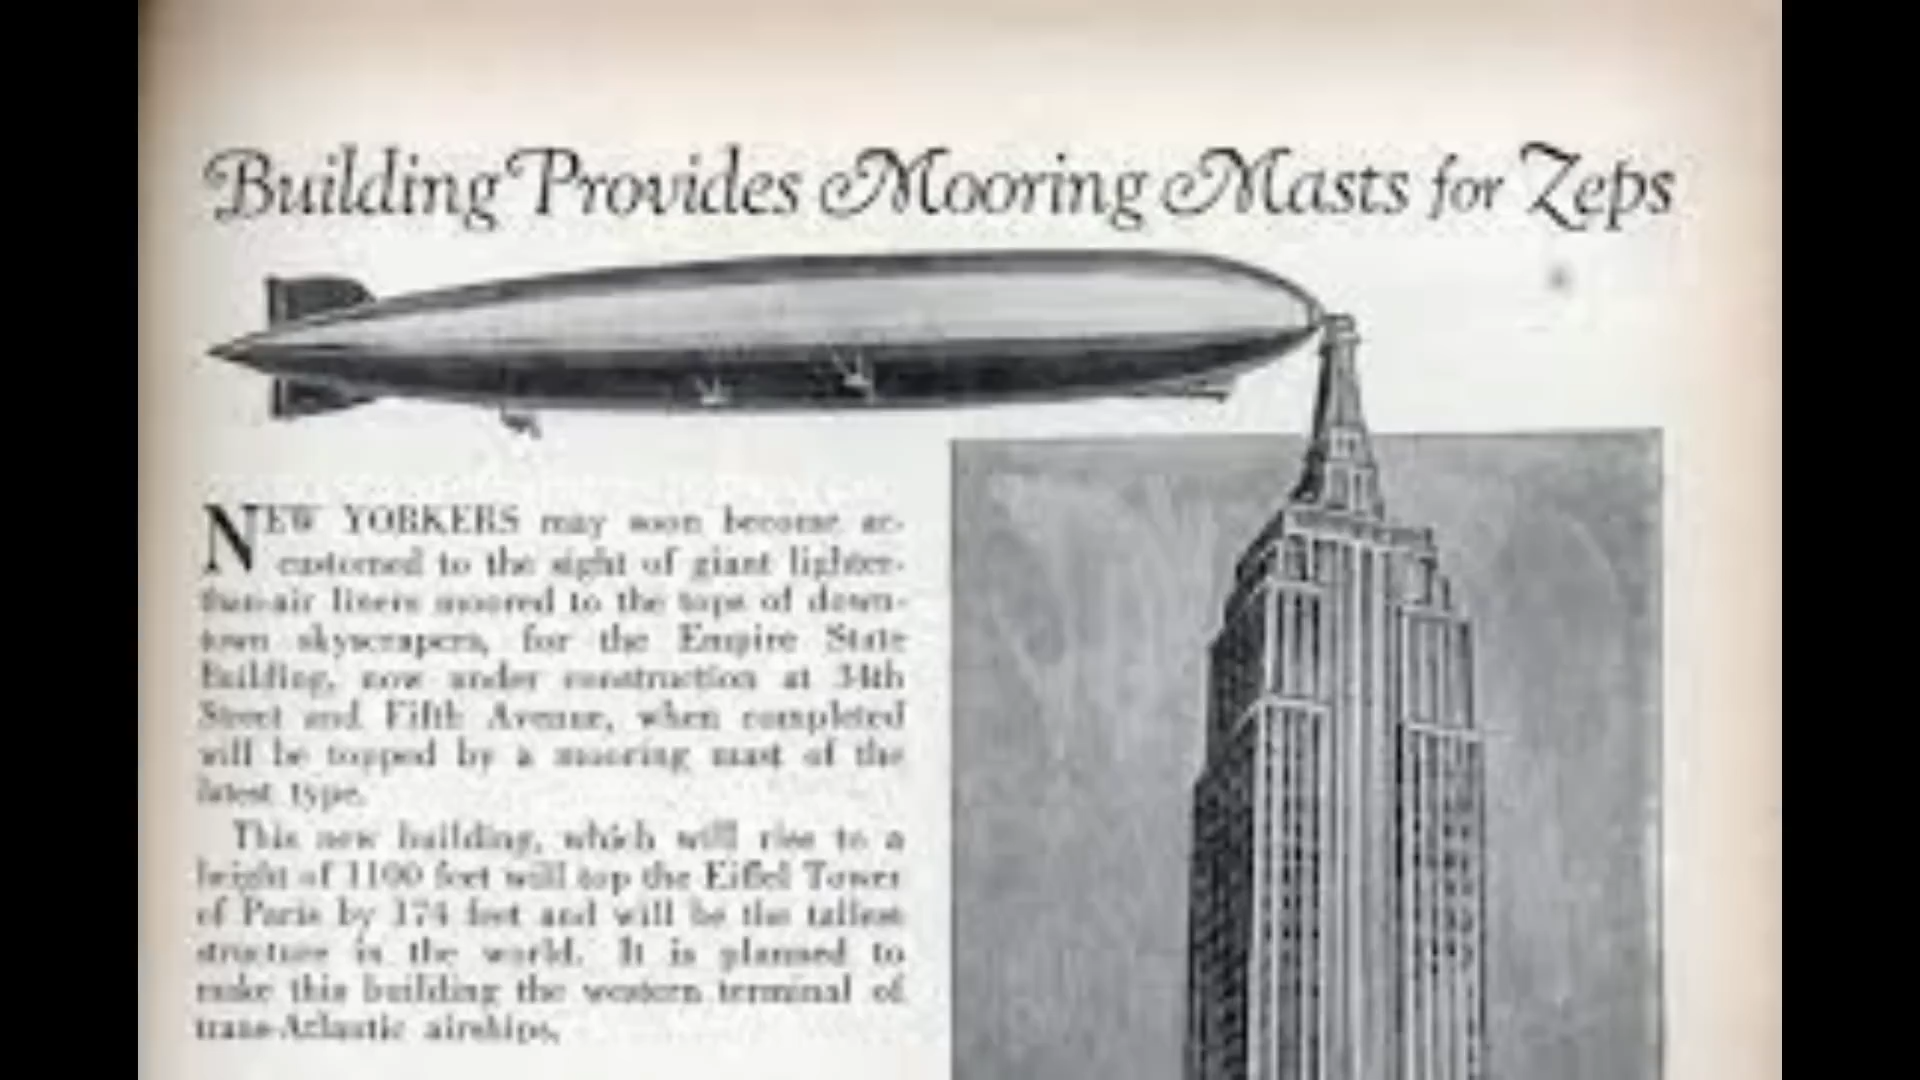 Building Provides Mooring Masts for Zeps
NEW YORKERS may soon become ac-
customed to the sight of giant lighter-
than-air liners moored to the tops of down-
town skyscrapers, for the Empire State
Building, now under construction at 34th
Street and Fifth Avenue, when completed
will be topped by a mooring mast of the
latest type.
This new building, which will rise to a
height of 1100 feet will top the Eiffel Tower
of Paris by 174 feet and will be the tallest
structure in the world. It is planned to
make this building the western terminal of
trans-Atlantic airships.